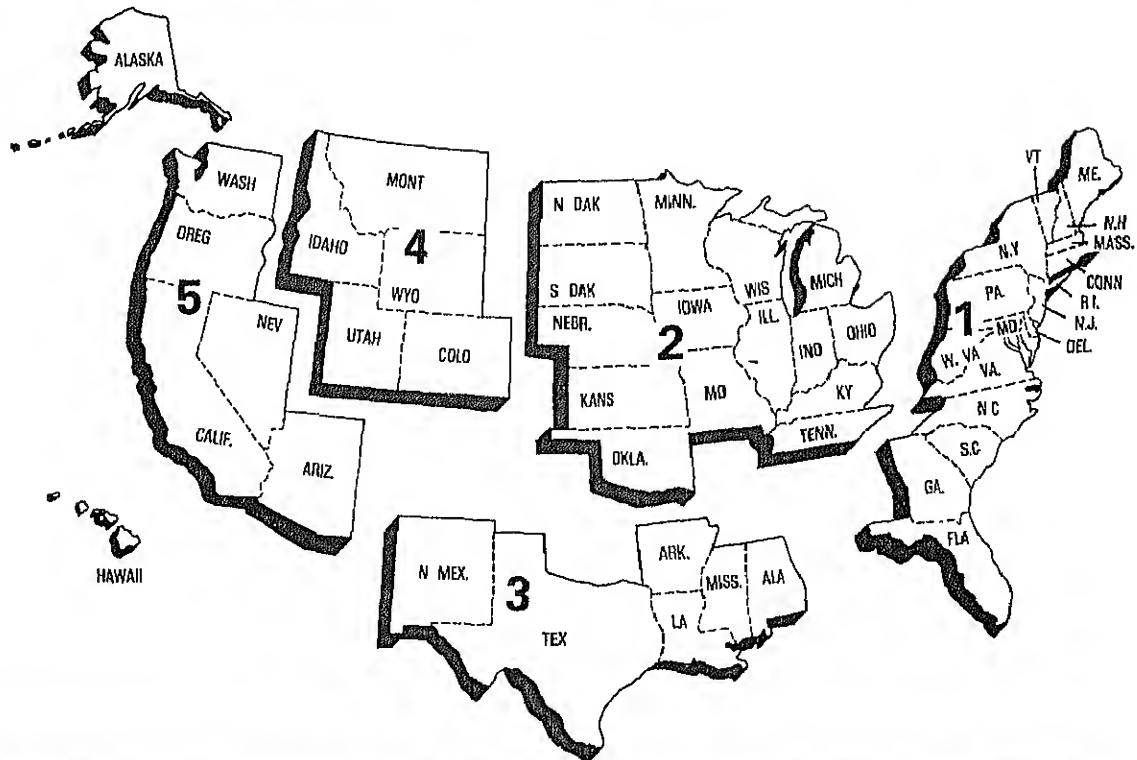 ALASKA
WASH
MONT
VT
ME.
N DAK
MINN.
OREG
IDAHO
4
N.H
MASS.
N.Y
5
WYO
S DAK
WIS
MICH
CONN
PA.
R I.
NEV
NEBR.
IOWA
ILL.
OHIO
1
MD.
N.J.
UTAH
COLO
2
IND
W. VA
DEL.
VA.
KANS
MO
KY
N C
CALIF.
ARIZ.
OKLA.
TENN.
S.C
GA.
FLA
HAWAII
N MEX.
3
ARK.
MISS.
ALA
TEX
LA